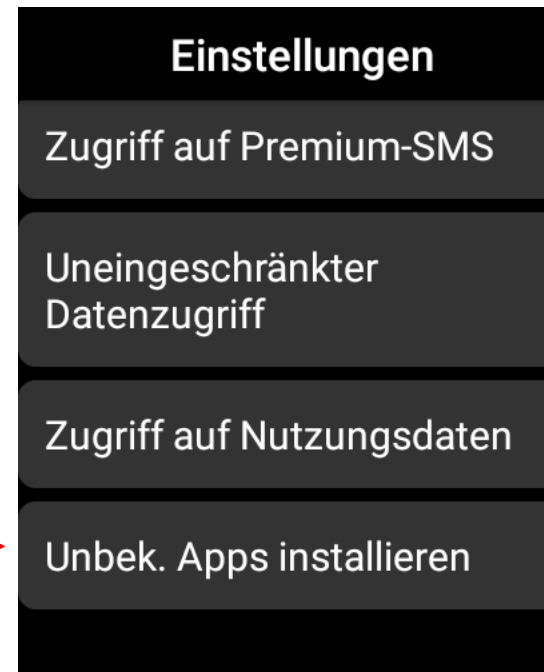 Einstellungen
Zugriff auf Premium-SMS
Uneingeschränkter
Datenzugriff
Zugriff auf Nutzungsdaten
Unbek. Apps installieren